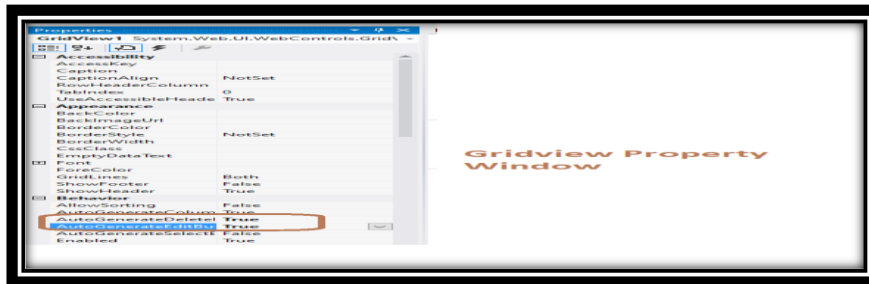 Properties
GridView1 System.Web.UI.WebControls.GridV
Accessibility
AccessKey
Caption
CaptionAlign NotSet
RowHeaderColumn
TabIndex 0
UseAccessibleHeade True
Appearance
BackColor
BackImageUrl
BorderColor
BorderStyle NotSet
BorderWidth
CssClass
EmptyDataText
Font
ForeColor
GridLines Both
ShowFooter False
ShowHeader True
Behavior
AllowSorting False
AutoGenerateColum True
AutoGenerateDeletel True
AutoGenerateEditBu True
AutoGenerateSelectE False
Enabled True
Gridview Property
Window